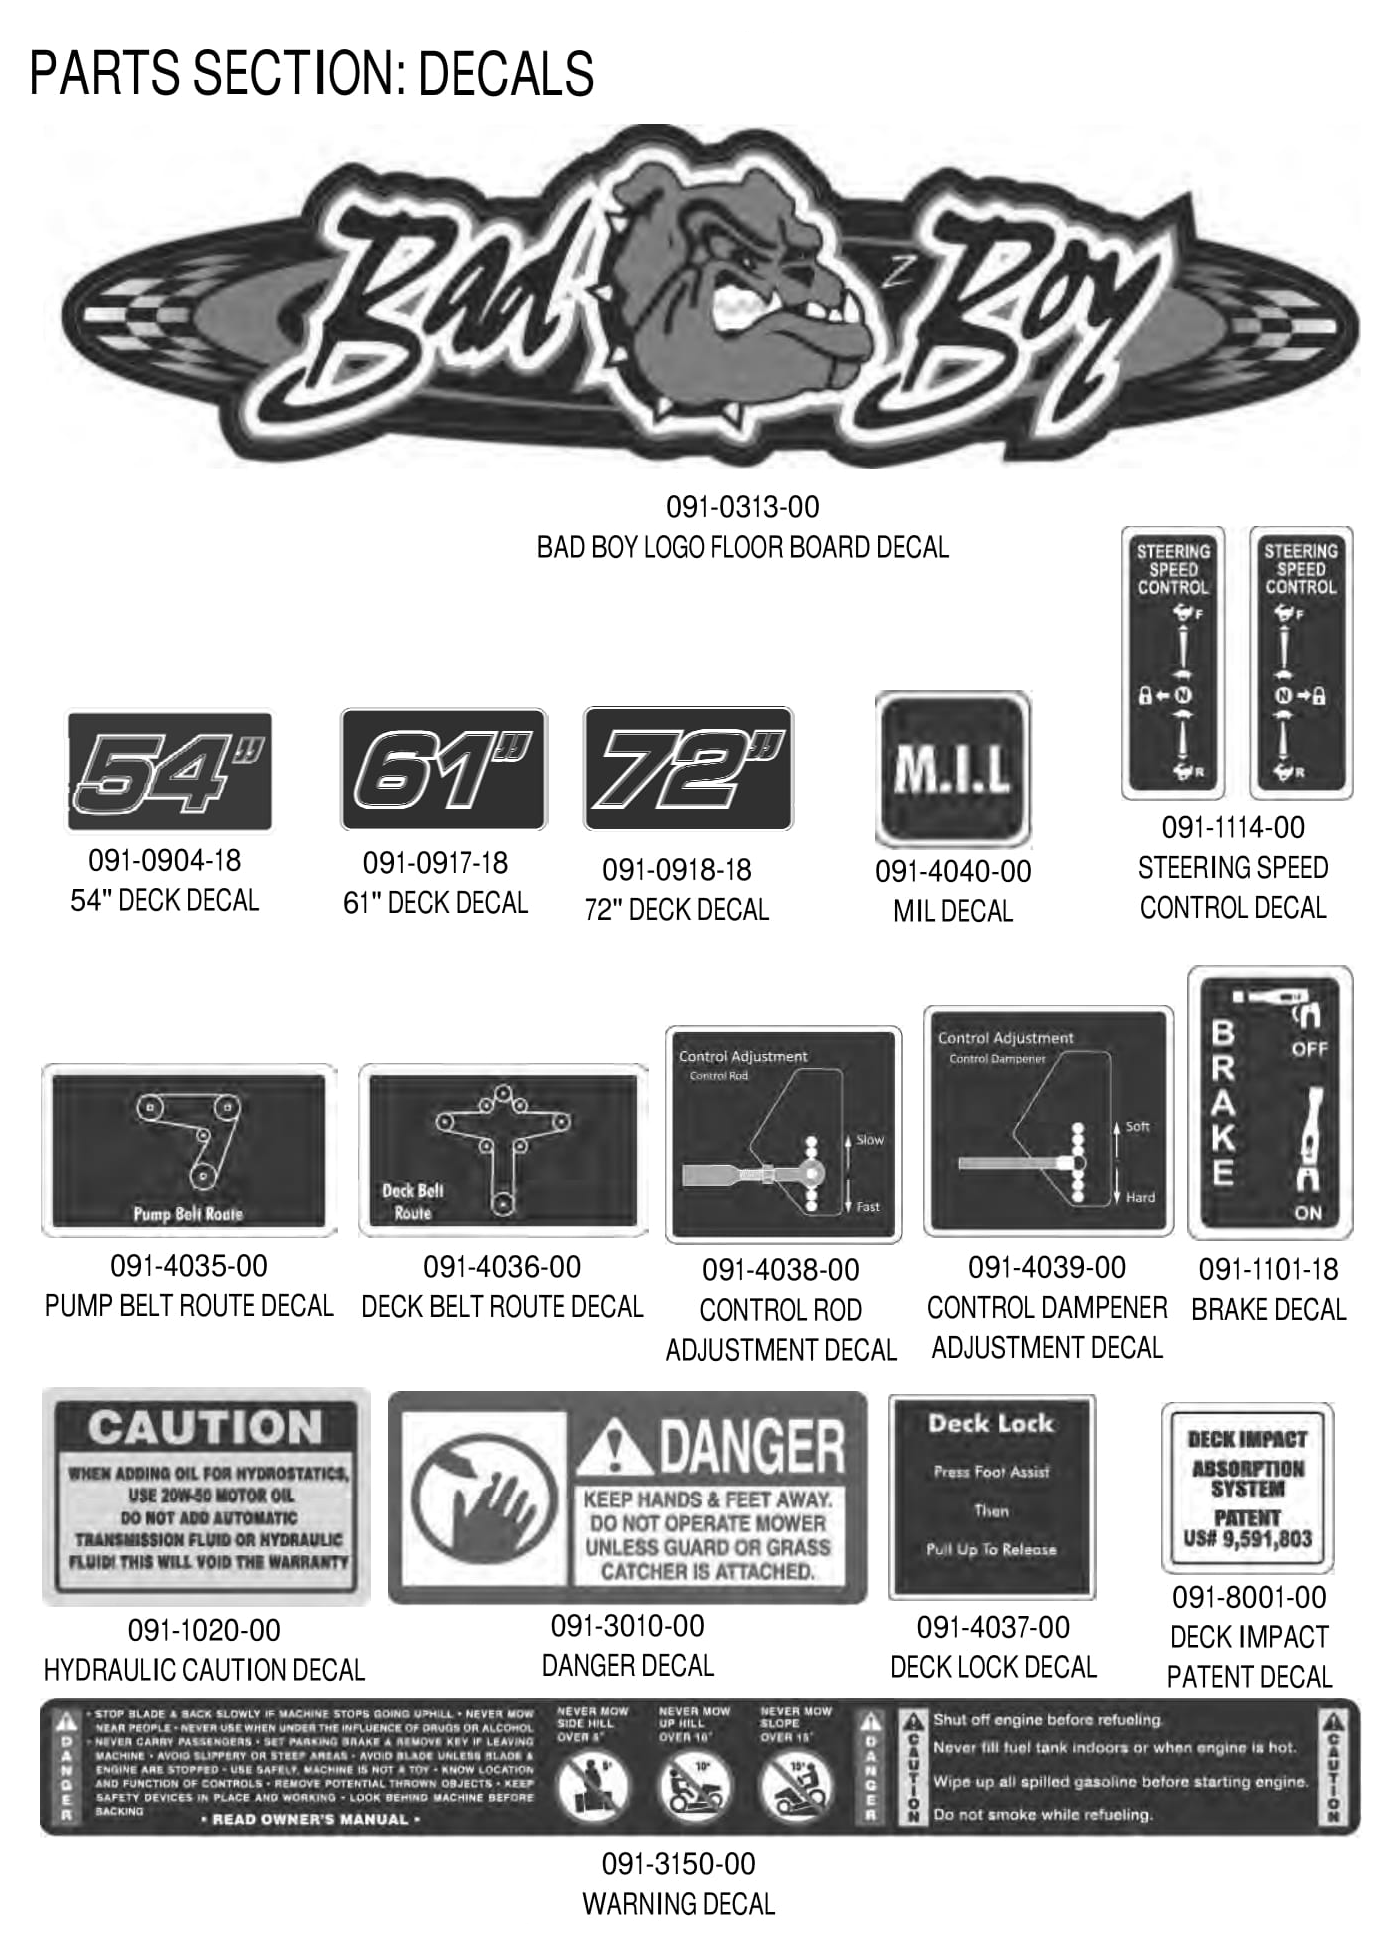 PARTS SECTION: DECALS
Bad Boy
Z
091-0313-00
BAD BOY LOGO FLOOR BOARD DECAL
STEERING
SPEED
CONTROL
F
N
R
STEERING
SPEED
CONTROL
F
N
R
091-1114-00
STEERING SPEED
CONTROL DECAL
54"
091-0904-18
54" DECK DECAL
61"
091-0917-18
61" DECK DECAL
72"
091-0918-18
72" DECK DECAL
M.I.L
091-4040-00
MIL DECAL
Pump Belt Route
091-4035-00
PUMP BELT ROUTE DECAL
Deck Belt
Route
091-4036-00
DECK BELT ROUTE DECAL
Control Adjustment
Control Rod
Slow
Fast
091-4038-00
CONTROL ROD
ADJUSTMENT DECAL
Control Adjustment
Control Dampener
Soft
Hard
091-4039-00
CONTROL DAMPENER
ADJUSTMENT DECAL
BRAKE
OFF
ON
091-1101-18
BRAKE DECAL
CAUTION
WHEN ADDING OIL FOR HYDROSTATICS,
USE 20W-50 MOTOR OIL
DO NOT ADD AUTOMATIC
TRANSMISSION FLUID OR HYDRAULIC
FLUID! THIS WILL VOID THE WARRANTY
091-1020-00
HYDRAULIC CAUTION DECAL
DANGER
KEEP HANDS & FEET AWAY.
DO NOT OPERATE MOWER
UNLESS GUARD OR GRASS
CATCHER IS ATTACHED.
091-3010-00
DANGER DECAL
Deck Lock
Press Foot Assist
Then
Pull Up To Release
091-4037-00
DECK LOCK DECAL
DECK IMPACT
ABSORPTION
SYSTEM
PATENT
US# 9,591,803
091-8001-00
DECK IMPACT
PATENT DECAL
DANGER
• STOP BLADE & BACK SLOWLY IF MACHINE STOPS GOING UPHILL • NEVER MOW
NEAR PEOPLE • NEVER USE WHEN UNDER THE INFLUENCE OF DRUGS OR ALCOHOL
• NEVER CARRY PASSENGERS • SET PARKING BRAKE & REMOVE KEY IF LEAVING
MACHINE • AVOID SLIPPERY OR STEEP AREAS • AVOID BLADE UNLESS BLADE &
ENGINE ARE STOPPED • USE SAFELY, MACHINE IS NOT A TOY • KNOW LOCATION
AND FUNCTION OF CONTROLS • REMOVE POTENTIAL THROWN OBJECTS • KEEP
SAFETY DEVICES IN PLACE AND WORKING • LOOK BEHIND MACHINE BEFORE
BACKING
• READ OWNER'S MANUAL •
NEVER MOW
SIDE HILL
OVER 5°
5°
NEVER MOW
UP HILL
OVER 10°
10°
NEVER MOW
SLOPE
OVER 15°
DANGER
CAUTION
Shut off engine before refueling.
Never fill fuel tank indoors or when engine is hot.
Wipe up all spilled gasoline before starting engine.
Do not smoke while refueling.
CAUTION
091-3150-00
WARNING DECAL